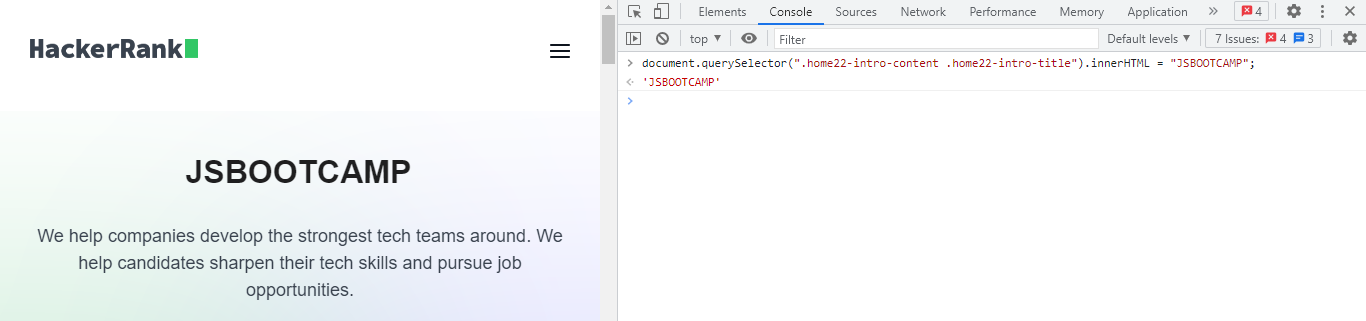 HackerRank
JSBOOTCAMP
We help companies develop the strongest tech teams around. We
help candidates sharpen their tech skills and pursue job
opportunities.
Elements Console Sources Network Performance Memory Application » 4
top Filter Default levels 7 Issues: 4 3
document.querySelector(".home22-intro-content .home22-intro-title").innerHTML = "JSBOOTCAMP";
'JSBOOTCAMP'